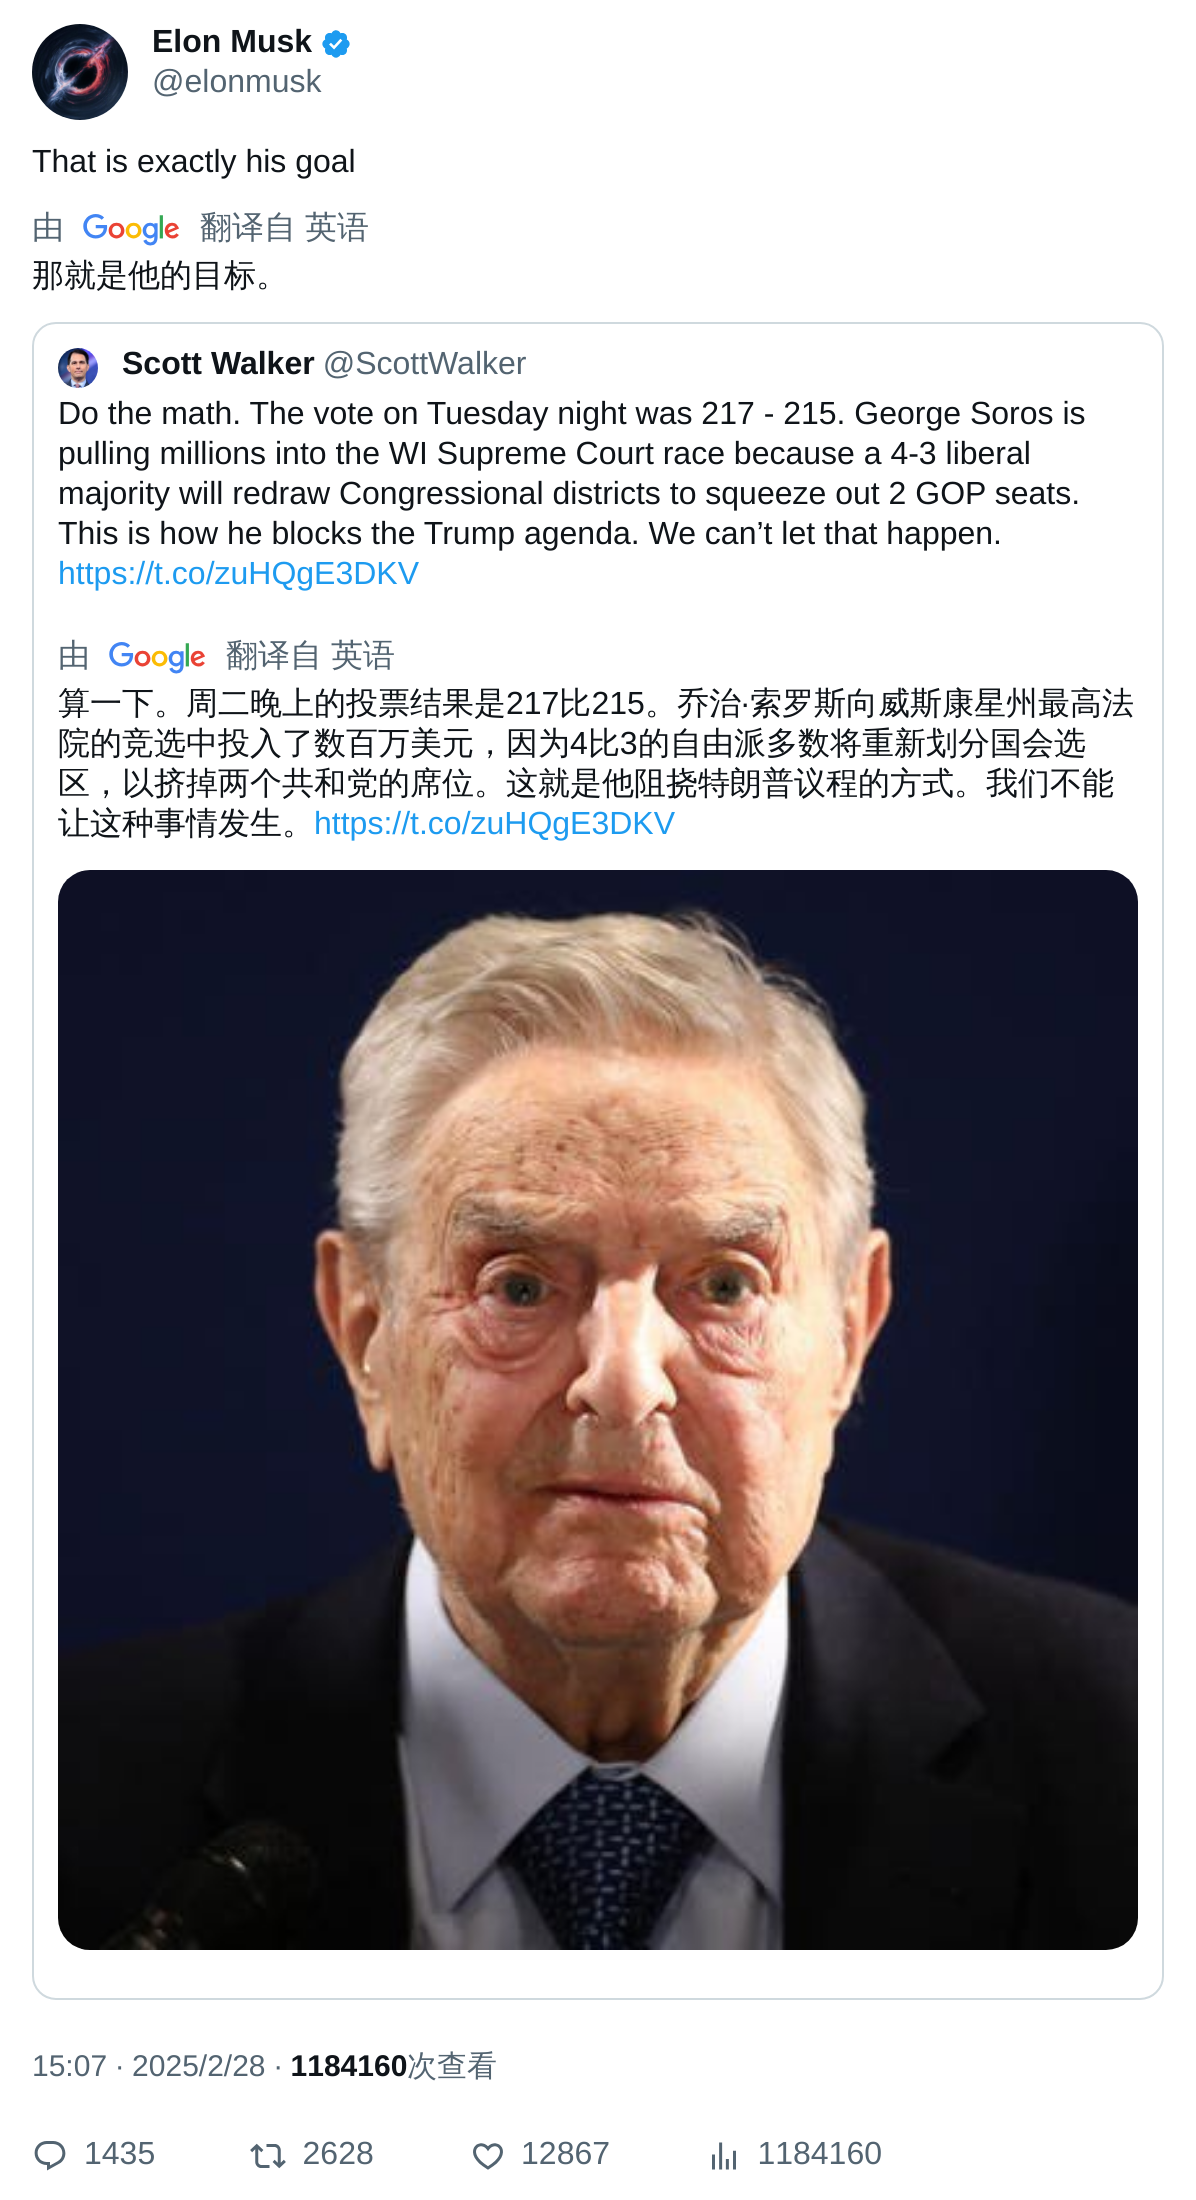 Elon Musk
@elonmusk
That is exactly his goal
由 Google 翻译自 英语
那就是他的目标。
Scott Walker @ScottWalker
Do the math. The vote on Tuesday night was 217 - 215. George Soros is
pulling millions into the WI Supreme Court race because a 4-3 liberal
majority will redraw Congressional districts to squeeze out 2 GOP seats.
This is how he blocks the Trump agenda. We can’t let that happen.
https://t.co/zuHQgE3DKV
由 Google 翻译自 英语
算一下。周二晚上的投票结果是217比215。乔治·索罗斯向威斯康星州最高法
院的竞选中投入了数百万美元，因为4比3的自由派多数将重新划分国会选
区，以挤掉两个共和党的席位。这就是他阻挠特朗普议程的方式。我们不能
让这种事情发生。https://t.co/zuHQgE3DKV
15:07 · 2025/2/28 · 1184160次查看
1435 2628 12867 1184160